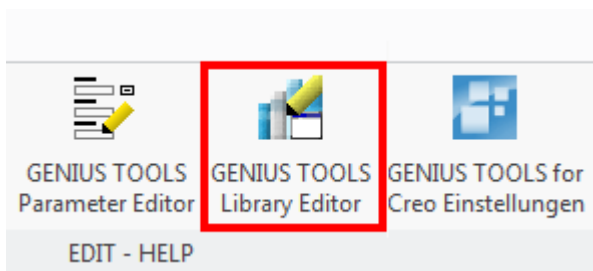 GENIUS TOOLS
Parameter Editor
GENIUS TOOLS
Library Editor
GENIUS TOOLS for
Creo Einstellungen
EDIT - HELP